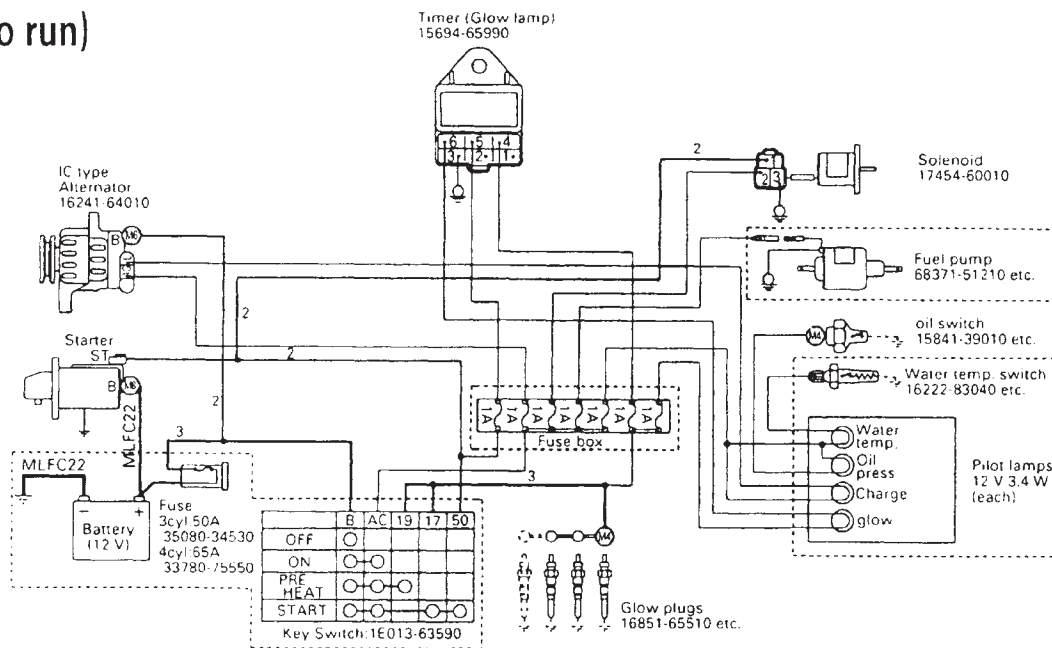 o run)
Timer (Glow lamp)
15694-65990
6 5 4
3 2 1
IC type
Alternator
16241-64010
B M6
2
2 3
Solenoid
17454-60010
Fuel pump
68371-51210 etc.
oil switch
15841-39010 etc.
M4
Water temp. switch
16222-83040 etc.
Starter
ST
B M8
2
2
2
MLFC22
1A 1A 1A 1A 1A 1A 1A
Fuse box
Water
temp.
Oil
press
Charge
glow
Pilot lamps
12 V 3.4 W
(each)
3
3
MLFC22
− +
Battery
(12 V)
Fuse
3cyl:50A
35080-34530
4cyl:65A
33780-75550
B AC 19 17 50
OFF
ON
PRE
HEAT
START
Key Switch:1E013-63590
M4
Glow plugs
16851-65510 etc.